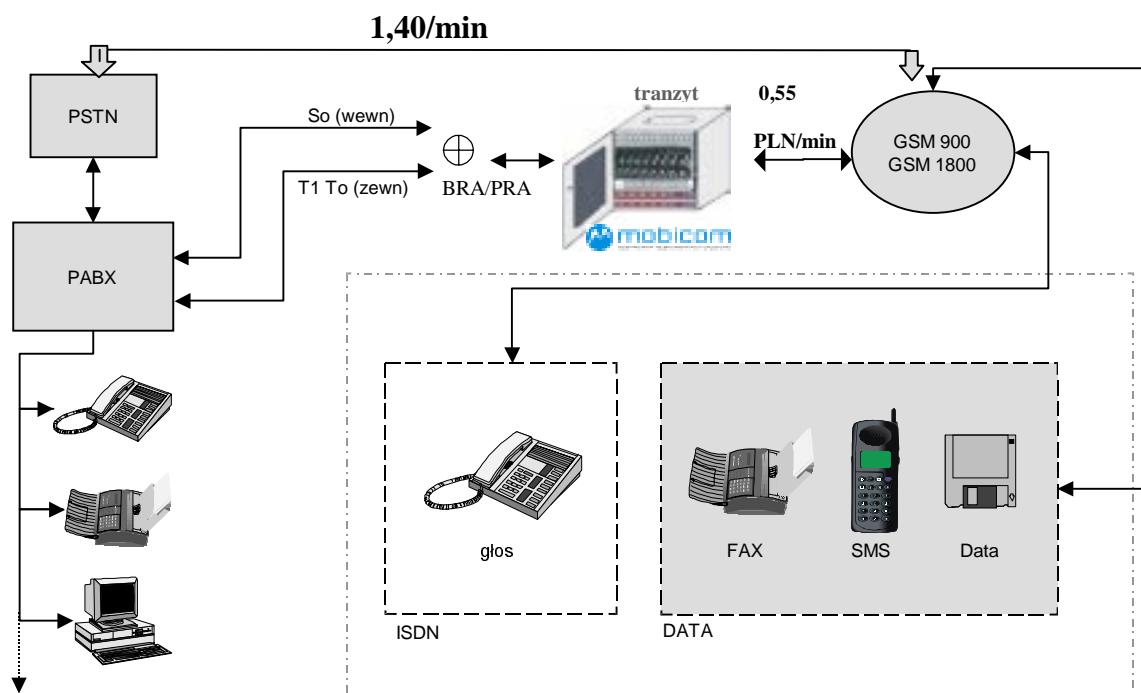 1,40/min
PSTN
So (wewn)
tranzyt
0,55
PLN/min
GSM 900
GSM 1800
T1 To (zewn)
BRA/PRA
mobicom
PABX
głos
FAX
SMS
Data
ISDN
DATA